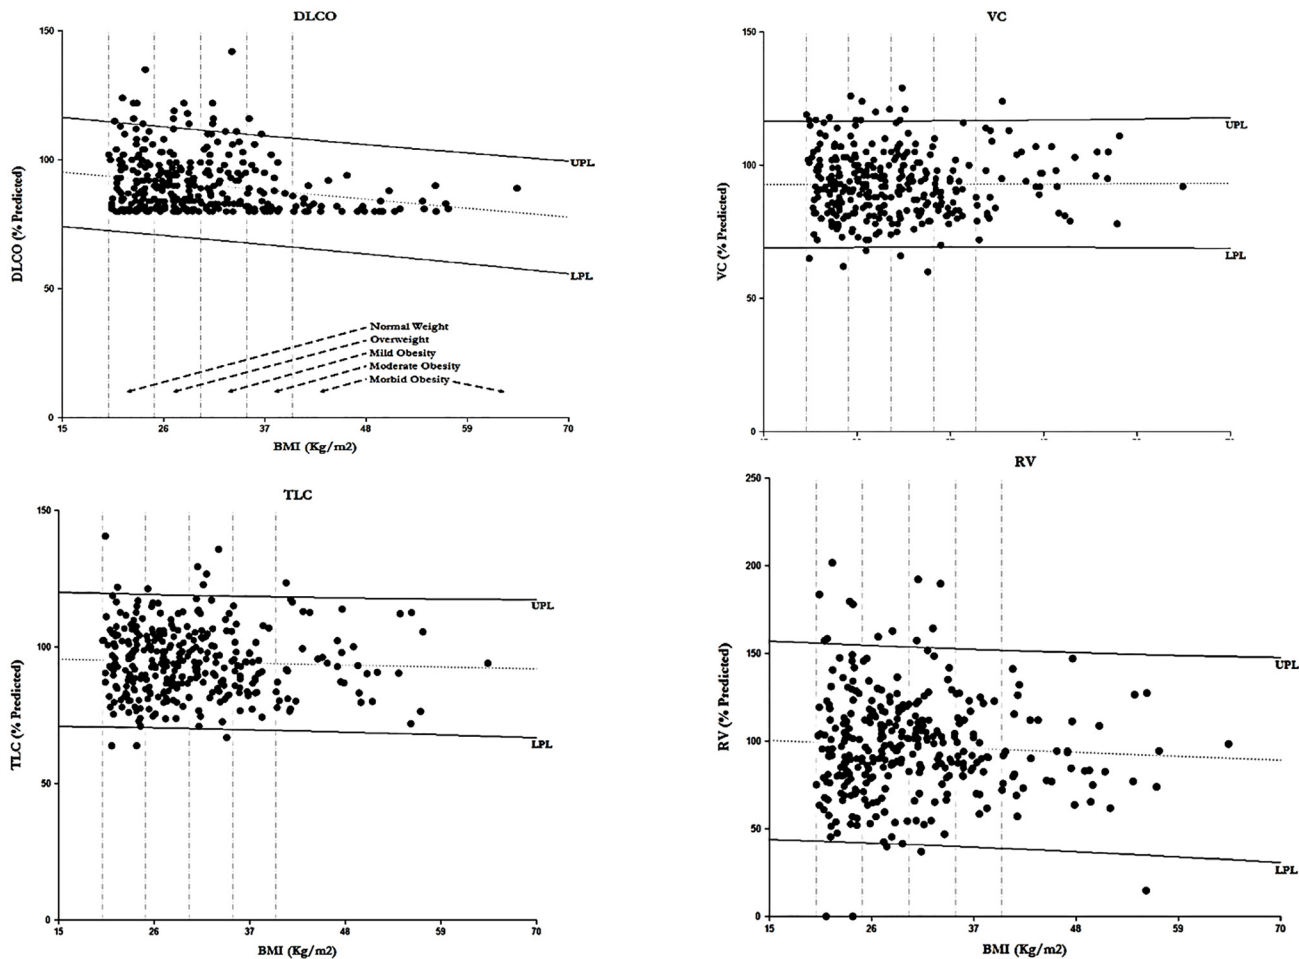 DLCO
150
100
50
0
DLCO (% Predicted)
UPL
LPL
Normal Weight
Overweight
Mild Obesity
Moderate Obesity
Morbid Obesity
15 26 37 48 59 70
BMI (Kg/m2)
VC
150
100
50
0
VC (% Predicted)
UPL
LPL
TLC
150
100
50
0
TLC (% Predicted)
UPL
LPL
15 26 37 48 59 70
BMI (Kg/m2)
RV
250
200
150
100
50
0
RV (% Predicted)
UPL
LPL
15 26 37 48 59 70
BMI (Kg/m2)